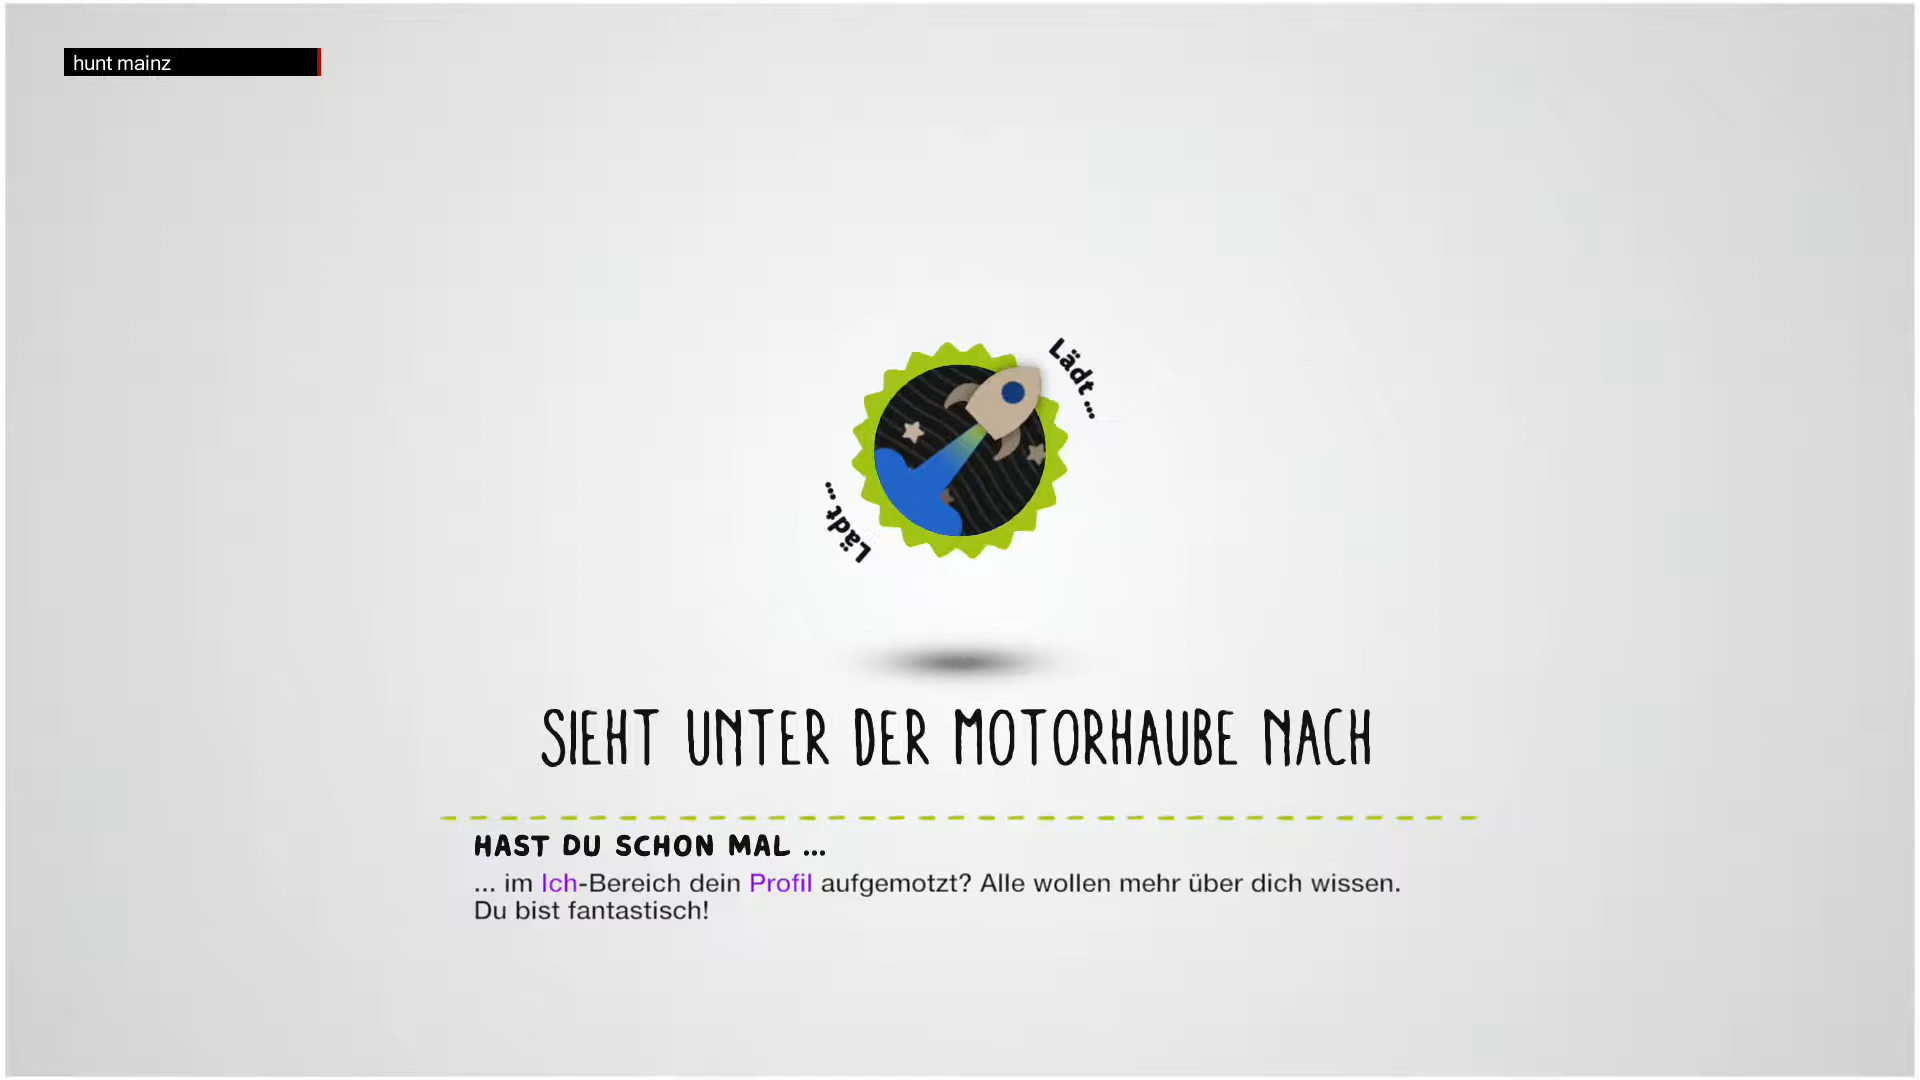 hunt mainz
Lädt ...
Lädt ...
SIEHT UNTER DER MOTORHAUBE NACH
HAST DU SCHON MAL ...
... im Ich-Bereich dein Profil aufgemotzt? Alle wollen mehr über dich wissen.
Du bist fantastisch!